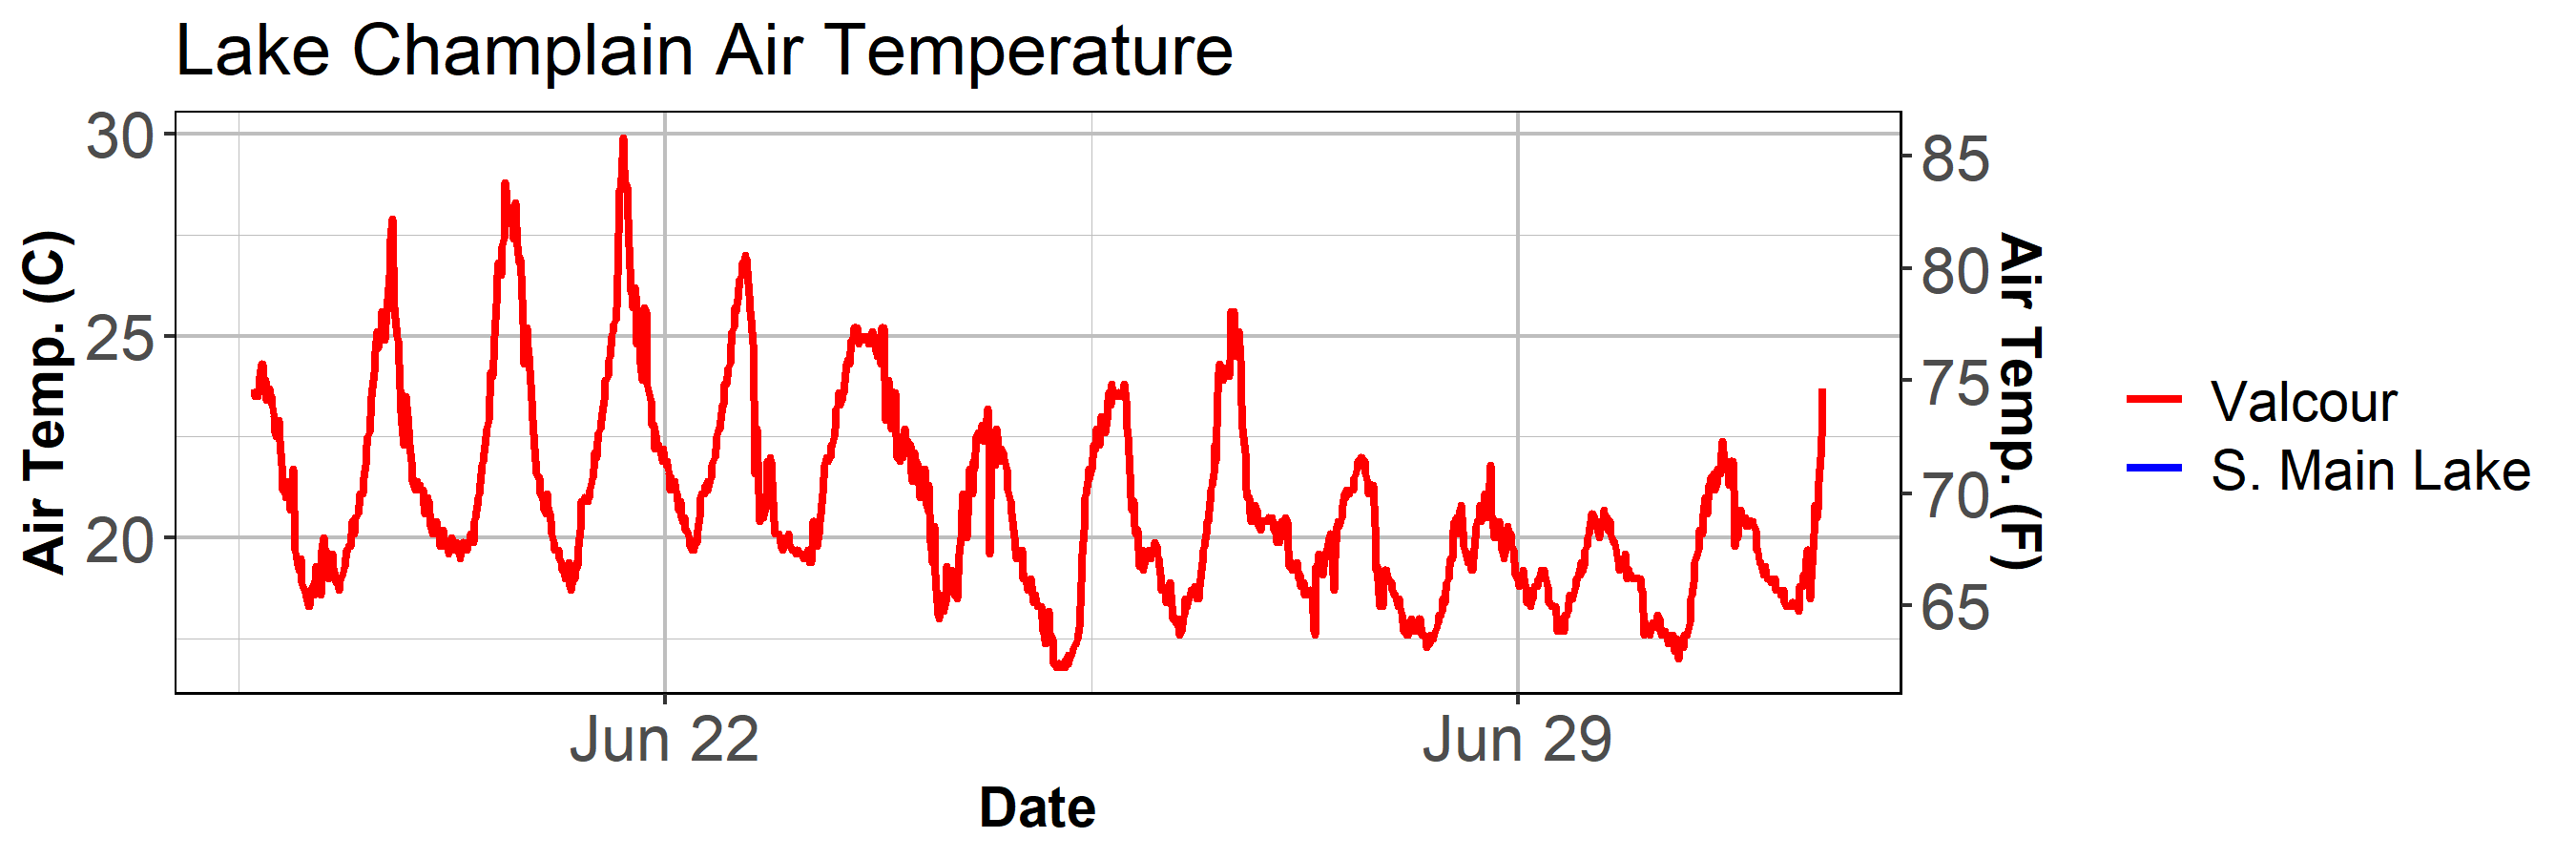 Lake Champlain Air Temperature
Air Temp. (C)
30
25
20
85
80
75
70
65
Air Temp. (F)
Jun 22
Jun 29
Date
Valcour
S. Main Lake